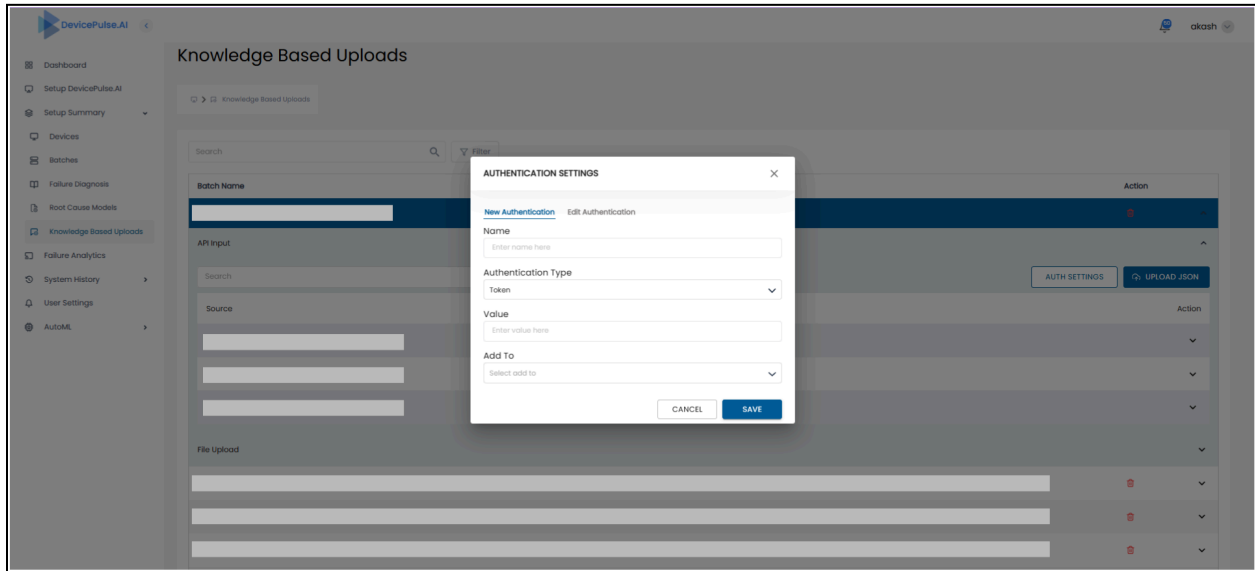 DevicePulse.AI
akash
Dashboard
Setup DevicePulse.AI
Setup Summary
Devices
Batches
Failure Diagnosis
Root Cause Models
Knowledge Based Uploads
Failure Analytics
System History
User Settings
AutoML
Knowledge Based Uploads
Knowledge Based Uploads
Search
Filter
Batch Name
Action
API Input
Search
AUTH SETTINGS
UPLOAD JSON
Source
Action
File Upload
AUTHENTICATION SETTINGS
New Authentication Edit Authentication
Name
Enter name here
Authentication Type
Token
Value
Enter value here
Add To
Select add to
CANCEL SAVE